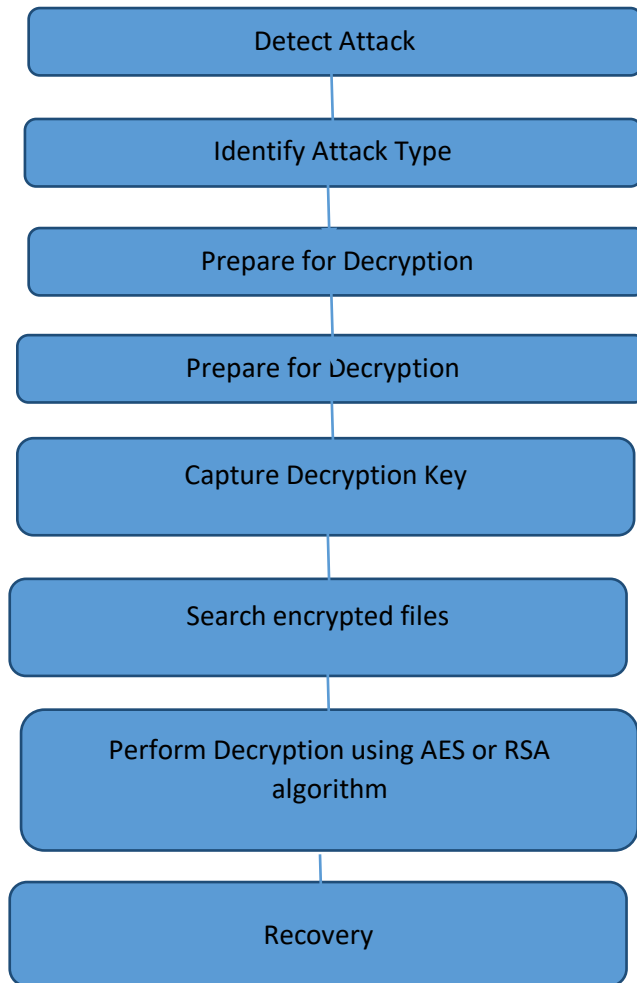 Detect Attack
Identify Attack Type
Prepare for Decryption
Prepare for Decryption
Capture Decryption Key
Search encrypted files
Perform Decryption using AES or RSA
algorithm
Recovery